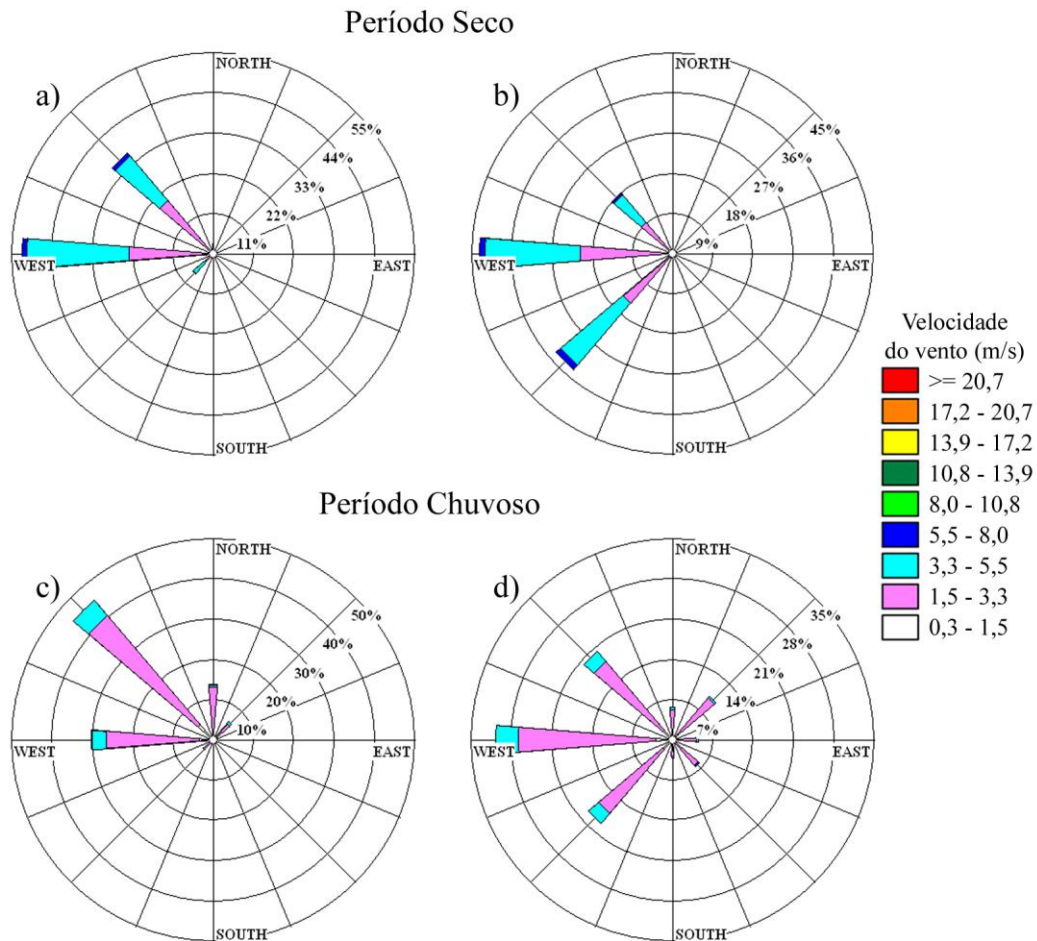 Período Seco
a)
NORTH
55%
44%
33%
22%
11%
WEST
EAST
SOUTH
b)
NORTH
45%
36%
27%
18%
9%
WEST
EAST
SOUTH
Velocidade
do vento (m/s)
>= 20,7
17,2 - 20,7
13,9 - 17,2
10,8 - 13,9
8,0 - 10,8
5,5 - 8,0
3,3 - 5,5
1,5 - 3,3
0,3 - 1,5
Período Chuvoso
c)
NORTH
50%
40%
30%
20%
10%
WEST
EAST
SOUTH
d)
NORTH
35%
28%
21%
14%
7%
WEST
EAST
SOUTH